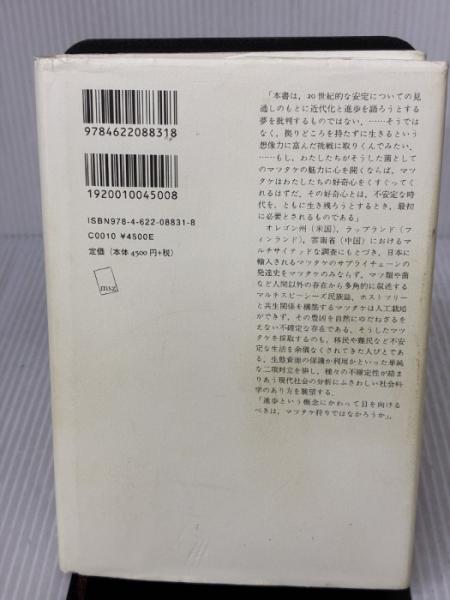 9784622088318
1920010045008
ISBN978-4-622-08831-8
C0010 ¥4500E
定価 (本体 4500円+税)
msz
「本書は，20世紀的な安定についての見
通しのもとに近代化と進歩を語ろうとする
夢を批判するものではない．……そうでは
なく，拠りどころを持たずに生きるという
想像力に富んだ挑戦に取りくんでみたい．
……もし，わたしたちがそうした菌として
のマツタケの魅力に心を開くならば，マツ
タケはわたしたちの好奇心をくすぐってく
れるはずだ．その好奇心とは，不安定な時
代を，ともに生き残ろうとするとき，最初
に必要とされるものである」
オレゴン州（米国），ラップランド（フ
ィンランド），雲南省（中国）におけるマ
ルチサイテッドな調査にもとづき，日本に
輸入されるマツタケのサプライチェーンの
発達史をマツタケのみならず，マツ類や菌
など人間以外の存在から多角的に叙述する
マルチスピーシーズ民族誌．ホストツリー
と共生関係を構築するマツタケは人工栽培
ができず，その豊凶を自然にゆだねざるを
えない不確定な存在である．そうしたマツ
タケを採取するのも，移民や難民など不安
定な生活を余儀なくされてきた人びとであ
る．生態資源の保護か利用かといった単純
な二項対立を排し，種々の不確定性が絡ま
りあう現代社会の分析にふさわしい社会科
学のあり方を展望する．
「進歩という概念にかわって目を向ける
べきは，マツタケ狩りではなかろうか」．